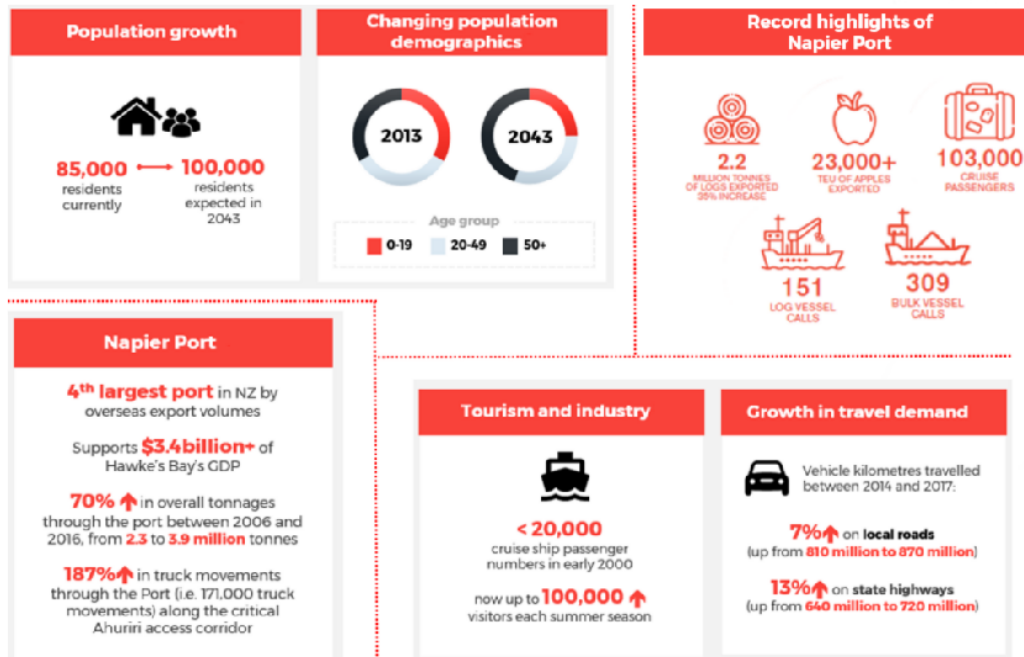 Population growth
85,000
residents
currently
100,000
residents
expected in
2043
Changing population
demographics
2013
2043
Age group
0-19
20-49
50+
Record highlights of
Napier Port
2.2
MILLION TONNES
OF LOGS EXPORTED
35% INCREASE
23,000+
TEU OF APPLES
EXPORTED
103,000
CRUISE
PASSENGERS
151
LOG VESSEL
CALLS
309
BULK VESSEL
CALLS
Napier Port
4th largest port in NZ by
overseas export volumes
Supports $3.4billion+ of
Hawke's Bay's GDP
70% in overall tonnages
through the port between 2006 and
2016, from 2.3 to 3.9 million tonnes
187% in truck movements
through the Port (i.e. 171,000 truck
movements) along the critical
Ahuriri access corridor
Tourism and industry
< 20,000
cruise ship passenger
numbers in early 2000
now up to 100,000
visitors each summer season
Growth in travel demand
Vehicle kilometres travelled
between 2014 and 2017:
7% on local roads
(up from 810 million to 870 million)
13% on state highways
(up from 640 million to 720 million)